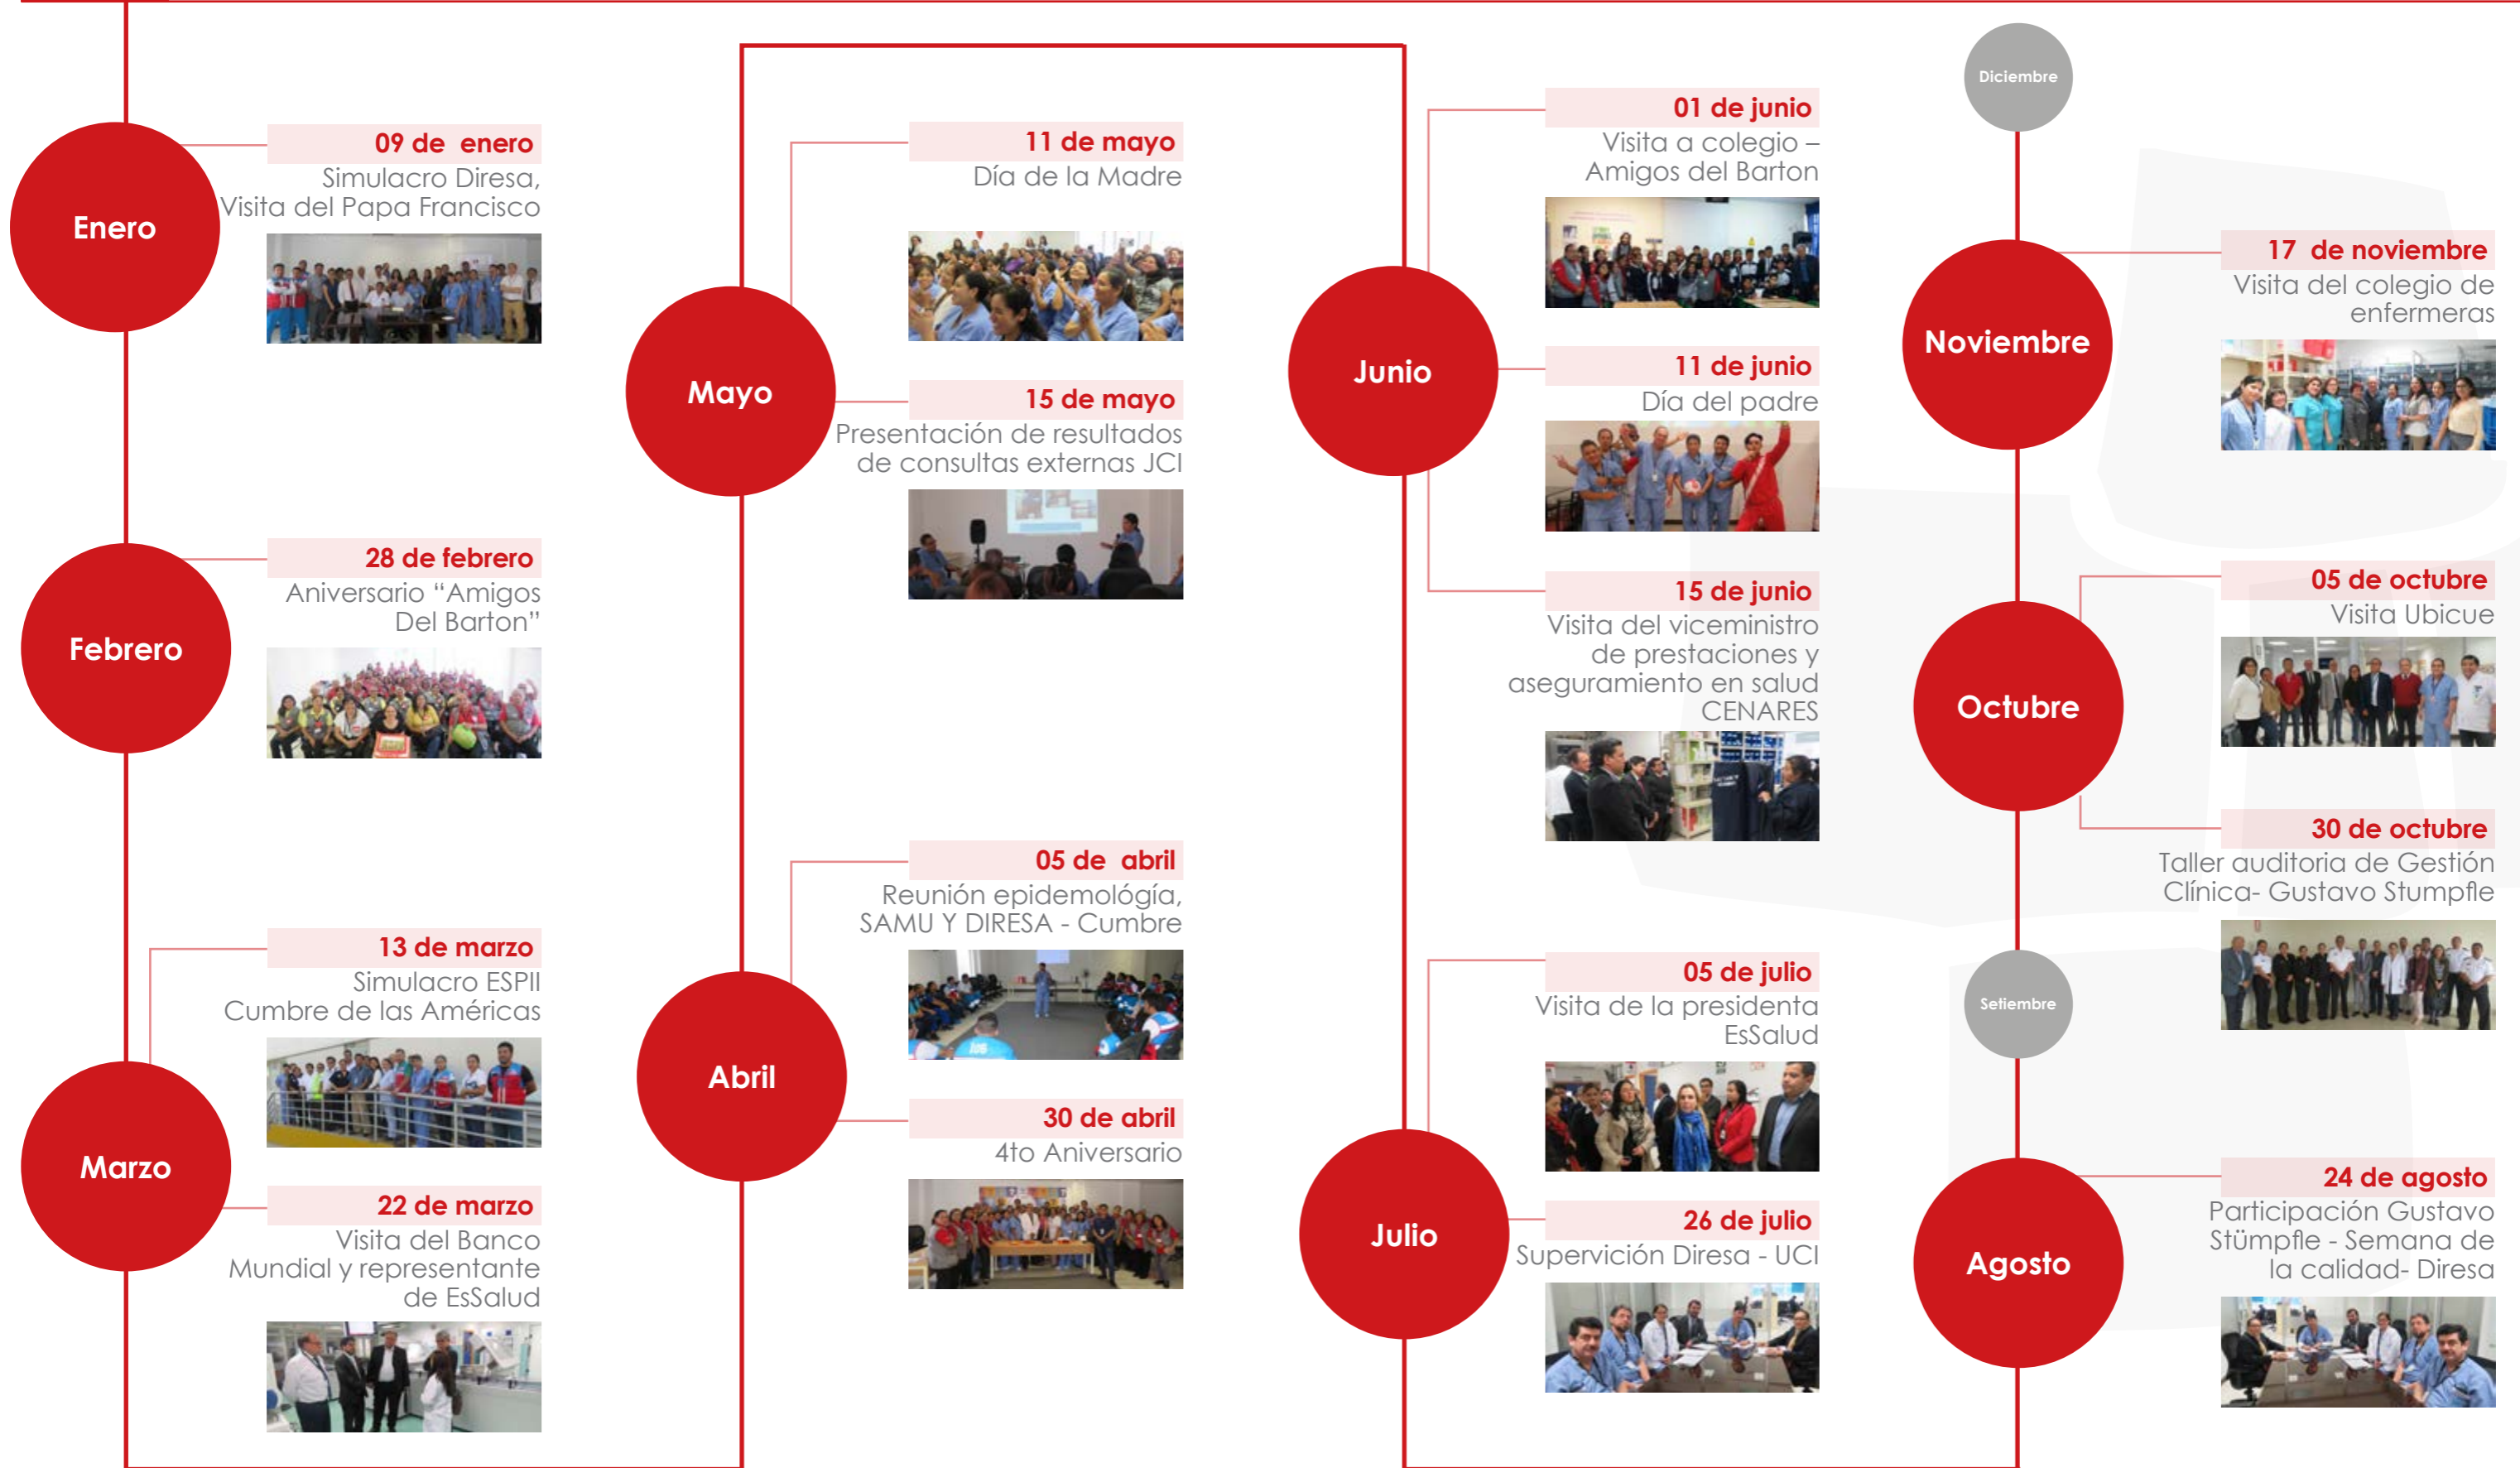 Enero
09 de  enero
Simulacro Diresa,
Visita del Papa Francisco
Febrero
28 de febrero
Aniversario “Amigos
Del Barton”
Marzo
13 de marzo
Simulacro ESPII
Cumbre de las Américas
22 de marzo
Visita del Banco
Mundial y representante
de EsSalud
Abril
05 de  abril
Reunión epidemológía,
SAMU Y DIRESA - Cumbre
30 de abril
4to Aniversario
Mayo
11 de mayo
Día de la Madre
15 de mayo
Presentación de resultados
de consultas externas JCI
Junio
01 de junio
Visita a colegio –
Amigos del Barton
11 de junio
Día del padre
15 de junio
Visita del viceministro
de prestaciones y
aseguramiento en salud
CENARES
Julio
05 de julio
Visita de la presidenta
EsSalud
26 de julio
Supervición Diresa - UCI
Agosto
24 de agosto
Participación Gustavo
Stümpfle - Semana de
la calidad- Diresa
Setiembre
Octubre
05 de octubre
Visita Ubicue
30 de octubre
Taller auditoria de Gestión
Clínica- Gustavo Stumpfle
Noviembre
17  de noviembre
Visita del colegio de
enfermeras
Diciembre